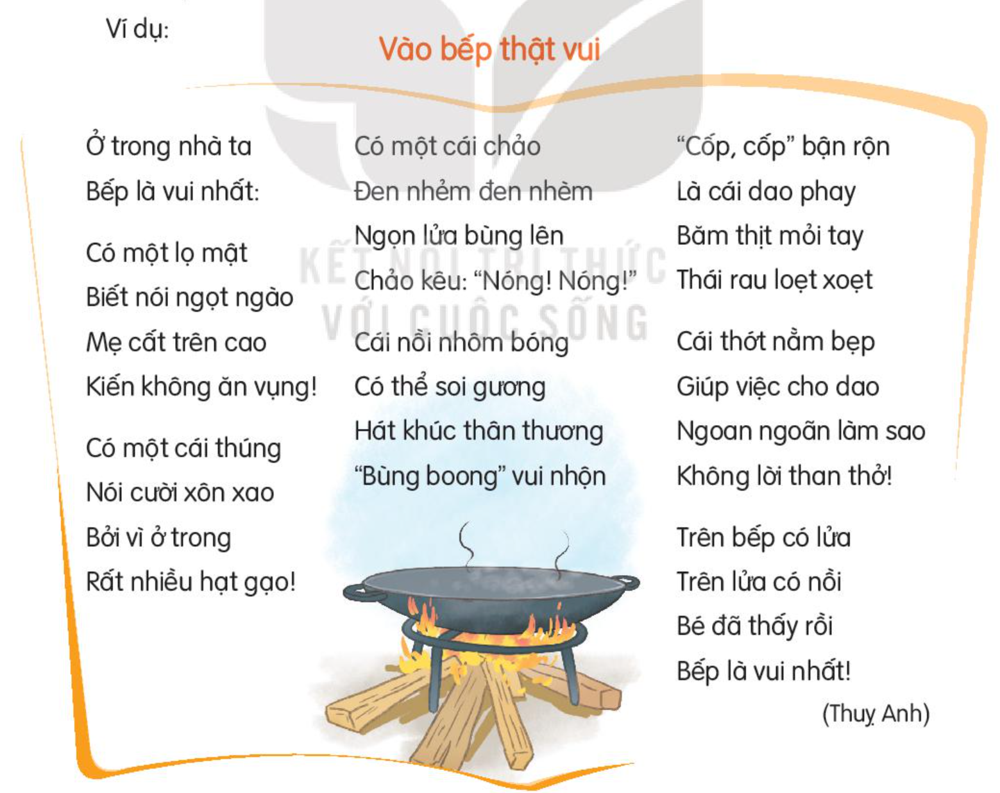 Ví dụ:
Vào bếp thật vui
Ở trong nhà ta
Bếp là vui nhất:
Có một lọ mật
Biết nói ngọt ngào
Mẹ cất trên cao
Kiến không ăn vụng!
Có một cái thúng
Nói cười xôn xao
Bởi vì ở trong
Rất nhiều hạt gạo!
Có một cái chảo
Đen nhẻm đen nhèm
Ngọn lửa bùng lên
Chảo kêu: “Nóng! Nóng!”
Cái nồi nhôm bóng
Có thể soi gương
Hát khúc thân thương
“Bùng boong” vui nhộn
“Cốp, cốp” bận rộn
Là cái dao phay
Băm thịt mỏi tay
Thái rau loẹt xoẹt
Cái thớt nằm bẹp
Giúp việc cho dao
Ngoan ngoãn làm sao
Không lời than thở!
Trên bếp có lửa
Trên lửa có nồi
Bé đã thấy rồi
Bếp là vui nhất!
(Thuỵ Anh)
KẾT NỐI TRI THỨC
VỚI CUỘC SỐNG